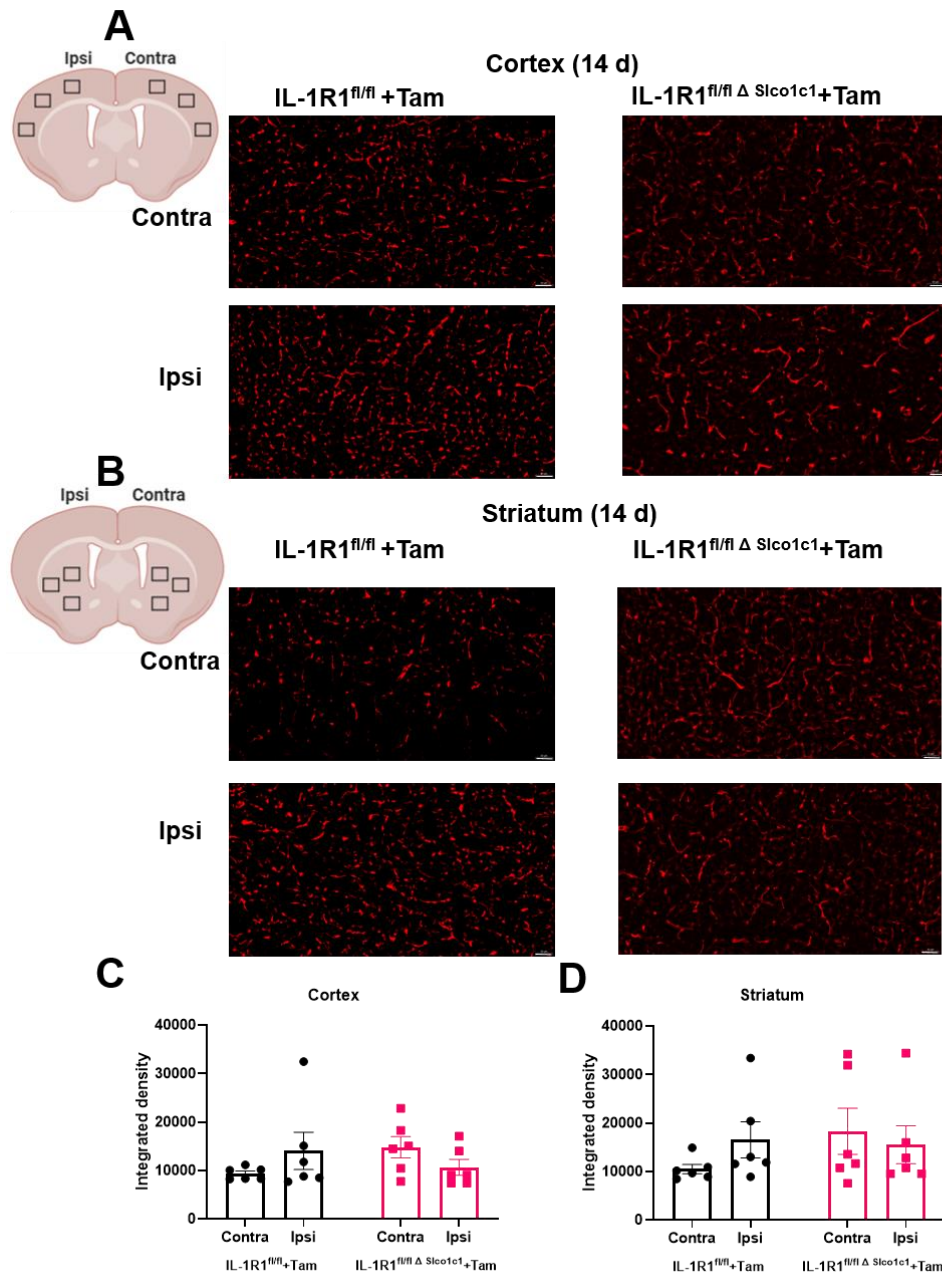 A
Ipsi Contra
Cortex (14 d)
IL-1R1fl/fl +Tam
IL-1R1fl/fl Δ Slco1c1+Tam
Contra
Ipsi
B
Ipsi Contra
Striatum (14 d)
IL-1R1fl/fl +Tam
IL-1R1fl/fl Δ Slco1c1+Tam
Contra
Ipsi
C
Cortex
Integrated density
40000
30000
20000
10000
0
Contra Ipsi Contra Ipsi
IL-1R1fl/fl+Tam IL-1R1fl/fl Δ Slco1c1+Tam
D
Striatum
Integrated density
40000
30000
20000
10000
0
Contra Ipsi Contra Ipsi
IL-1R1fl/fl+Tam IL-1R1fl/fl Δ Slco1c1+Tam